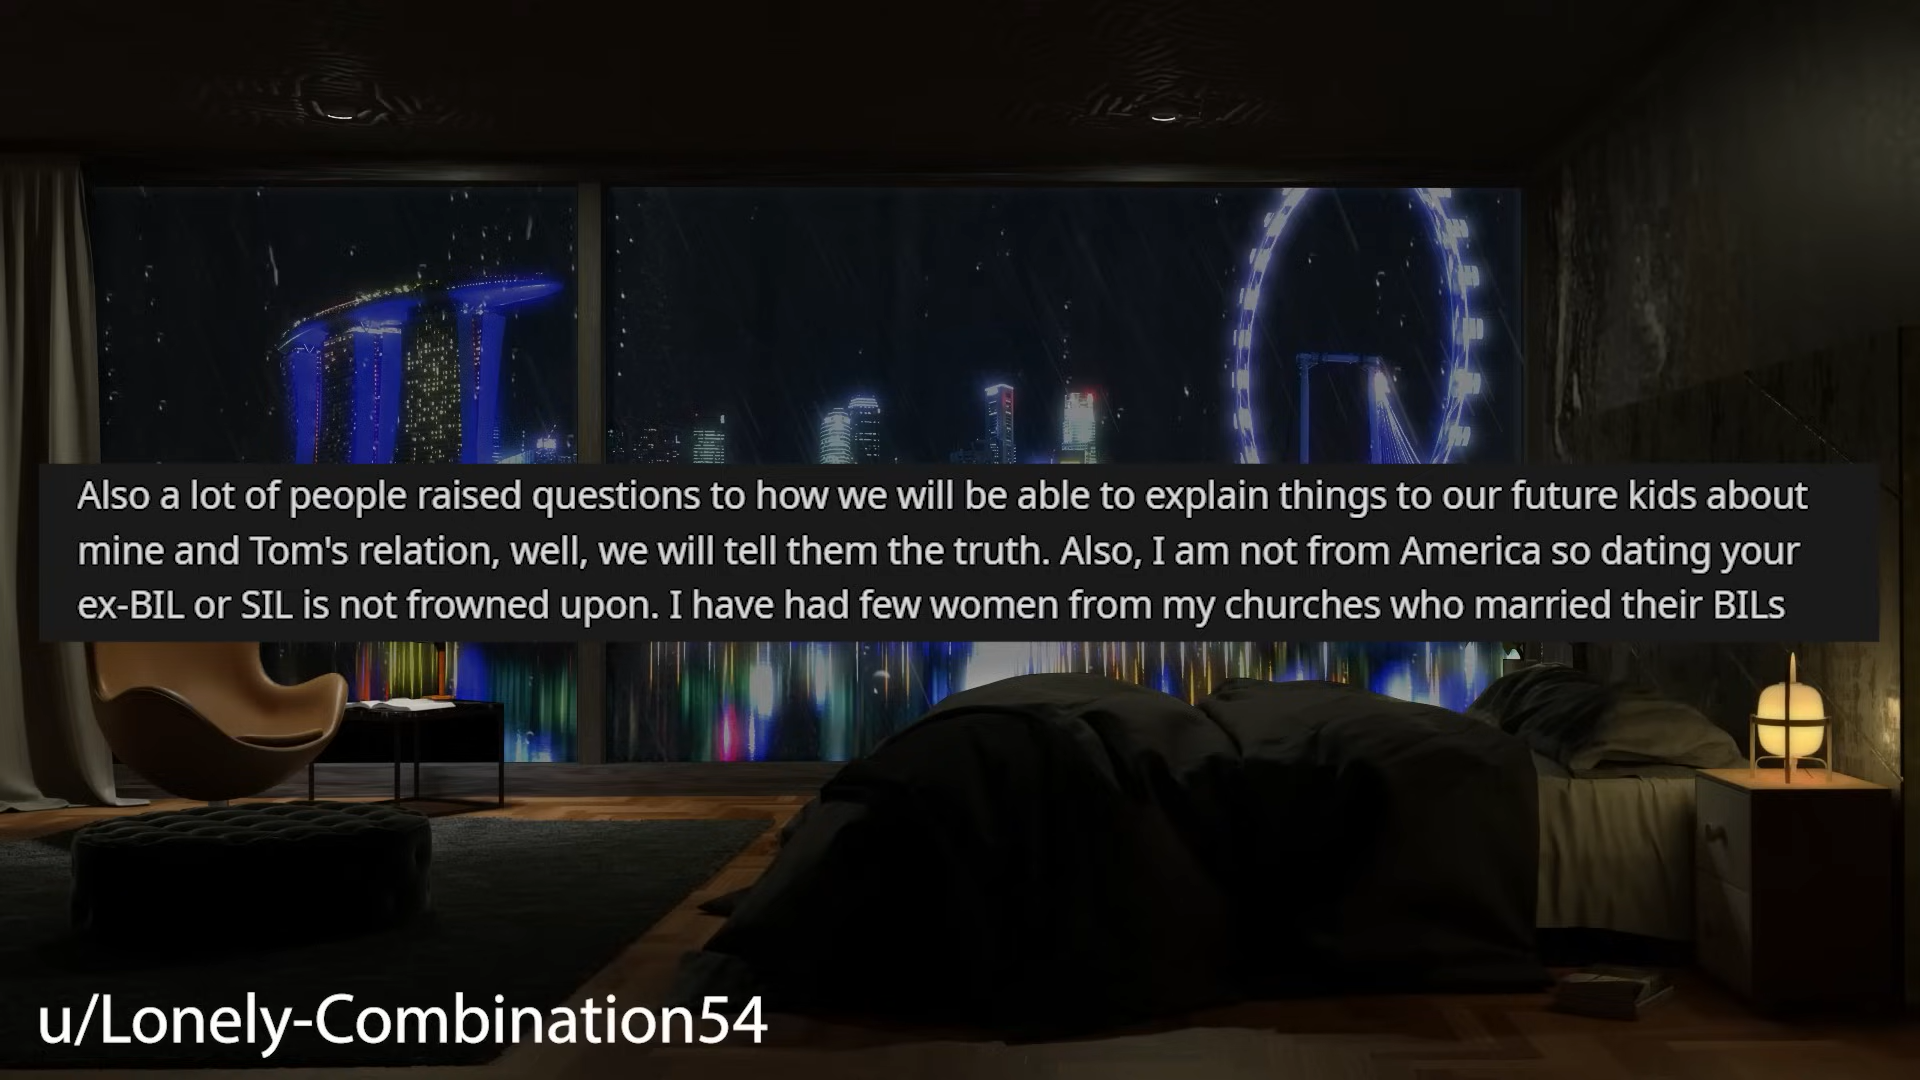 Also a lot of people raised questions to how we will be able to explain things to our future kids about
mine and Tom's relation, well, we will tell them the truth. Also, I am not from America so dating your
ex-BIL or SIL is not frowned upon. I have had few women from my churches who married their BILs
u/Lonely-Combination54